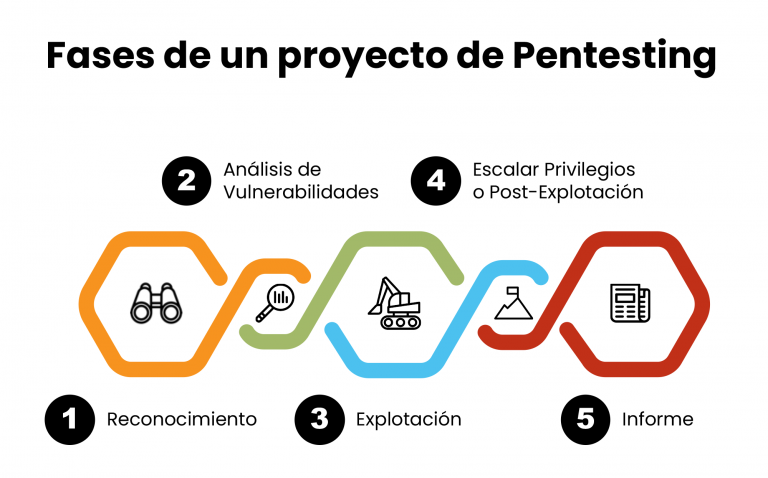 Fases de un proyecto de Pentesting
1
Reconocimiento
2
Análisis de
Vulnerabilidades
3
Explotación
4
Escalar Privilegios
o Post-Explotación
5
Informe